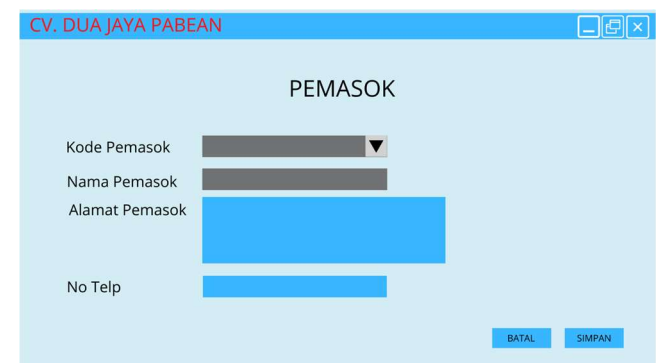 CV. DUA JAYA PABEAN
PEMASOK
Kode Pemasok
Nama Pemasok
Alamat Pemasok
No Telp
BATAL SIMPAN